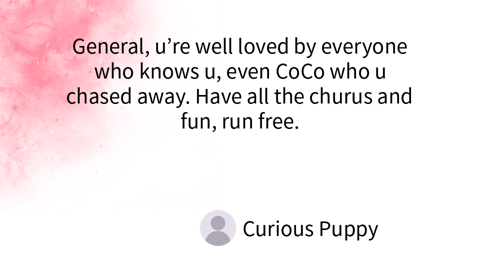 General, u’re well loved by everyone
who knows u, even CoCo who u
chased away. Have all the churus and
fun, run free.
Curious Puppy